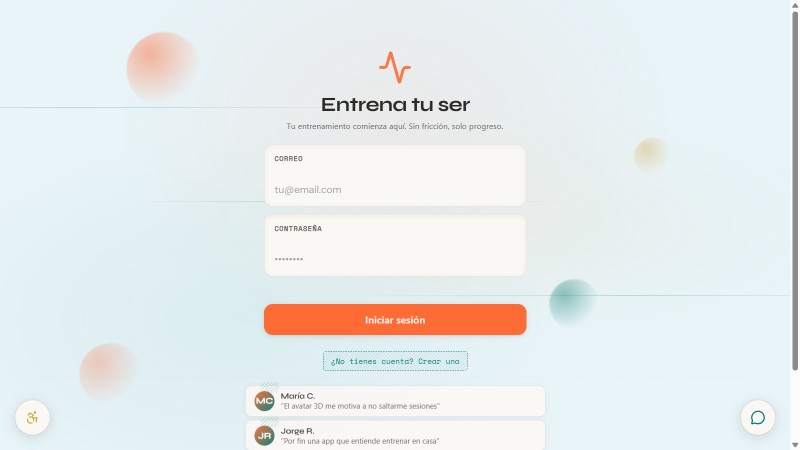 Entrena tu ser
Tu entrenamiento comienza aquí. Sin fricción, solo progreso.
CORREO
tu@email.com
CONTRASEÑA
••••••••
Iniciar sesión
¿No tienes cuenta? Crear una
MC
María C.
"El avatar 3D me motiva a no saltarme sesiones"
JR
Jorge R.
"Por fin una app que entiende entrenar en casa"